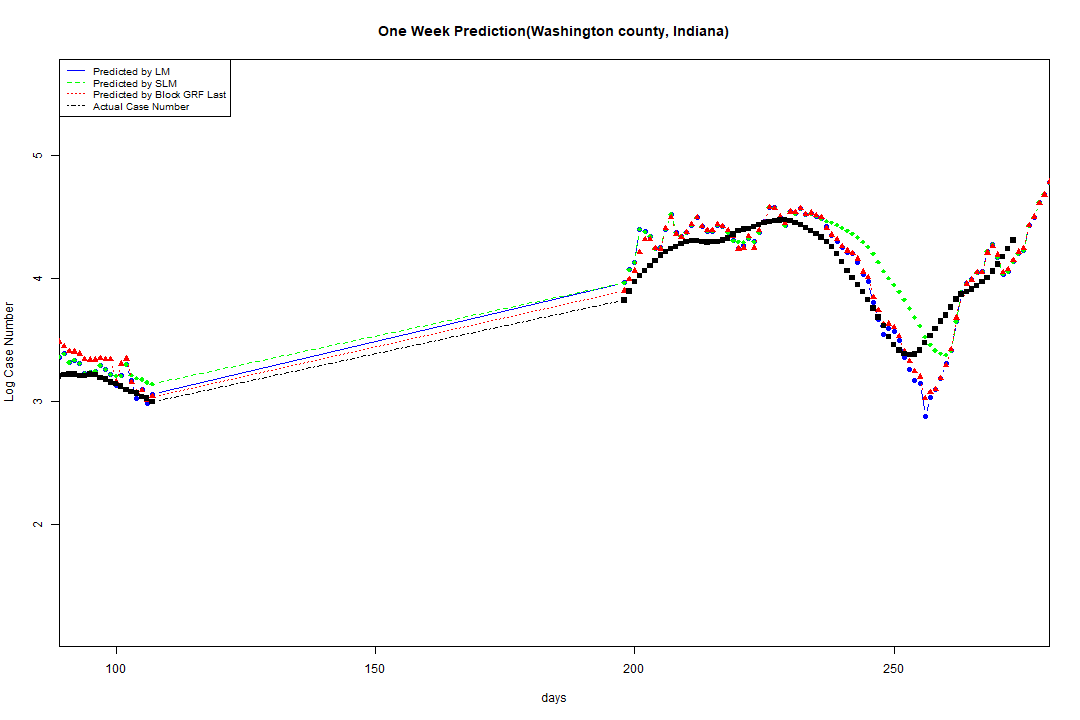 One Week Prediction(Washington county, Indiana)
Predicted by LM
Predicted by SLM
Predicted by Block GRF Last
Actual Case Number
5
4
3
2
Log Case Number
100
150
200
250
days